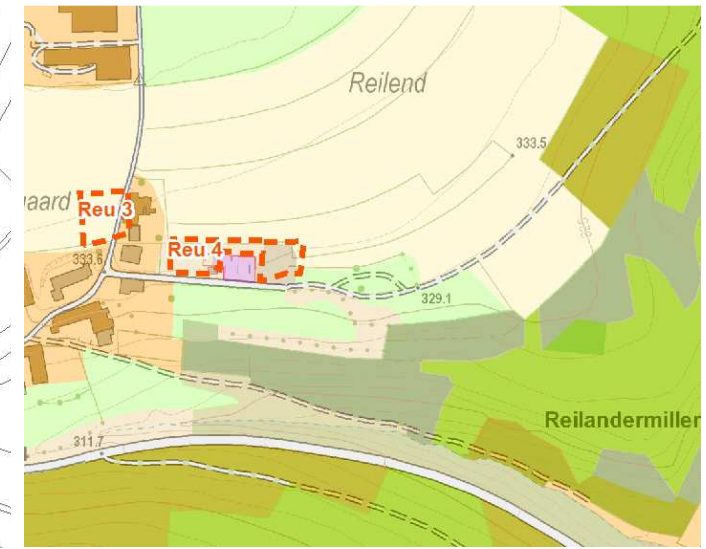 Reilend
333.5
aard
Reu 3
Reu 4
333.6
329.1
Reilandermiller
311.7